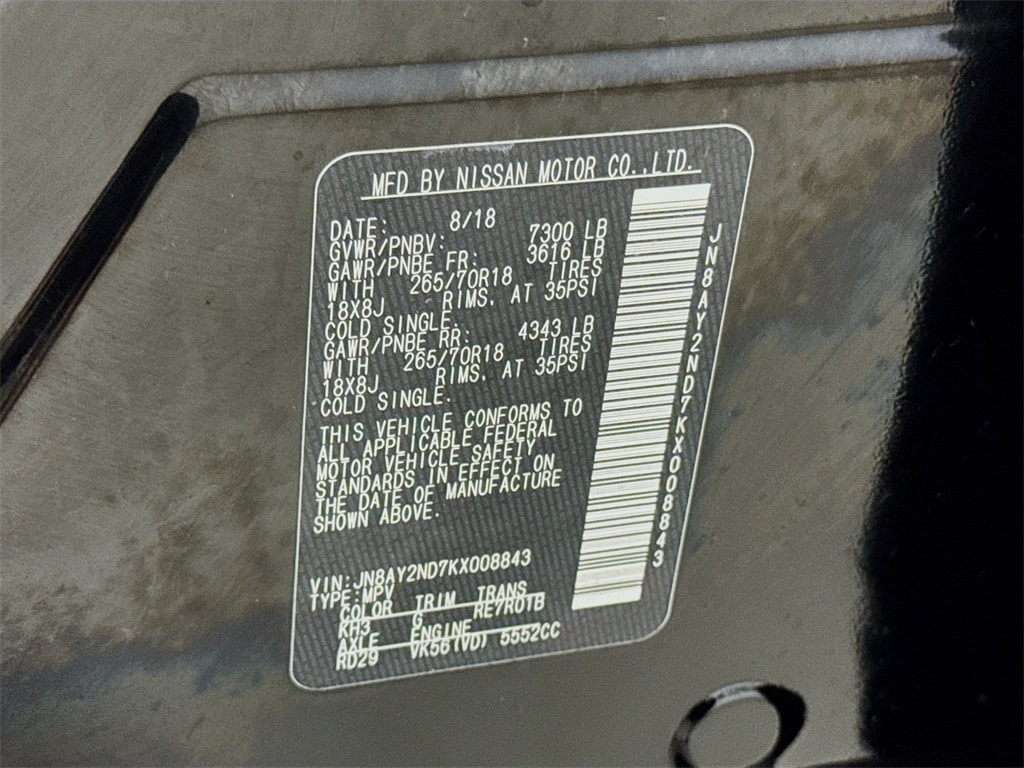 MFD BY NISSAN MOTOR CO.,LTD.
DATE: 8/18
GVWR/PNBV: 7300 LB
GAWR/PNBE FR: 3616 LB
WITH 265/70R18 TIRES
18X8J RIMS, AT 35PSI
COLD SINGLE.
GAWR/PNBE RR: 4343 LB
WITH 265/70R18 TIRES
18X8J RIMS, AT 35PSI
COLD SINGLE.
THIS VEHICLE CONFORMS TO
ALL APPLICABLE FEDERAL
MOTOR VEHICLE SAFETY
STANDARDS IN EFFECT ON
THE DATE OF MANUFACTURE
SHOWN ABOVE.
VIN:JN8AY2ND7KX008843
TYPE:MPV
COLOR TRIM TRANS
KH3 G RE7R01B
AXLE ENGINE
RD29 VK56(VD) 5552CC
JN8AY2ND7KX008843